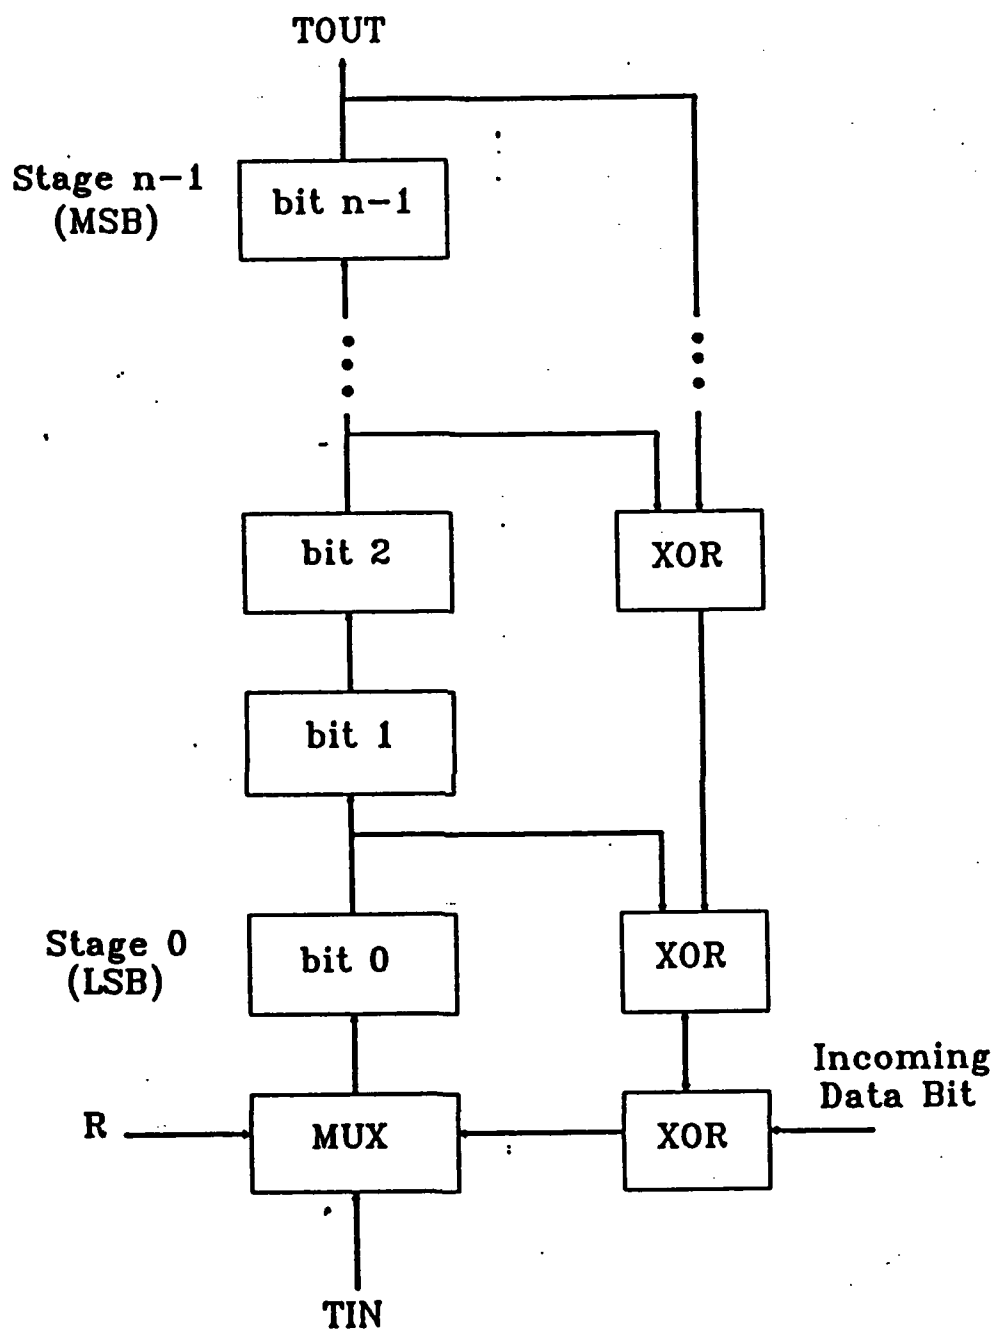 TOUT
Stage n-1
(MSB)
bit n-1
bit 2
XOR
bit 1
Stage 0
(LSB)
bit 0
XOR
Incoming
Data Bit
R
MUX
XOR
TIN